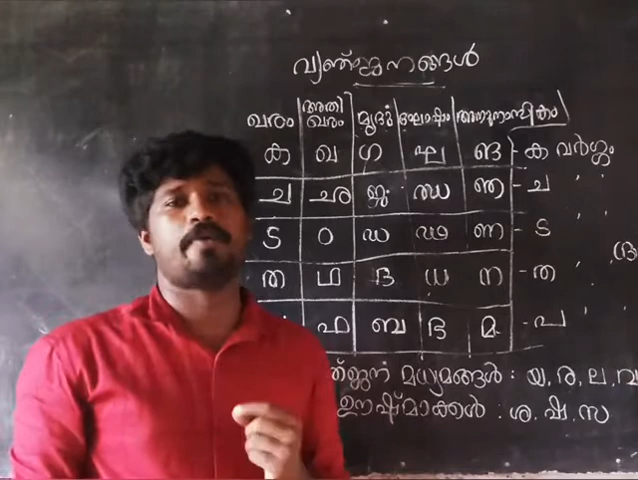 വ്യഞ്ജനങ്ങൾ
ഖരം അതിഖരം മൃദു ഘോഷം അനുനാസികം
ക ഖ ഗ ഘ ങ - ക വർഗ്ഗം
ച ഛ ജ ഝ ഞ - ച " "
ട ഠ ഡ ഢ ണ - ട " "
ത ഥ ദ ധ ന - ത " "
ഫ ബ ഭ മ - പ " "
മധ്യമങ്ങൾ : യ, ര, ല, വ
ഊഷ്മാക്കൾ : ശ, ഷ, സ